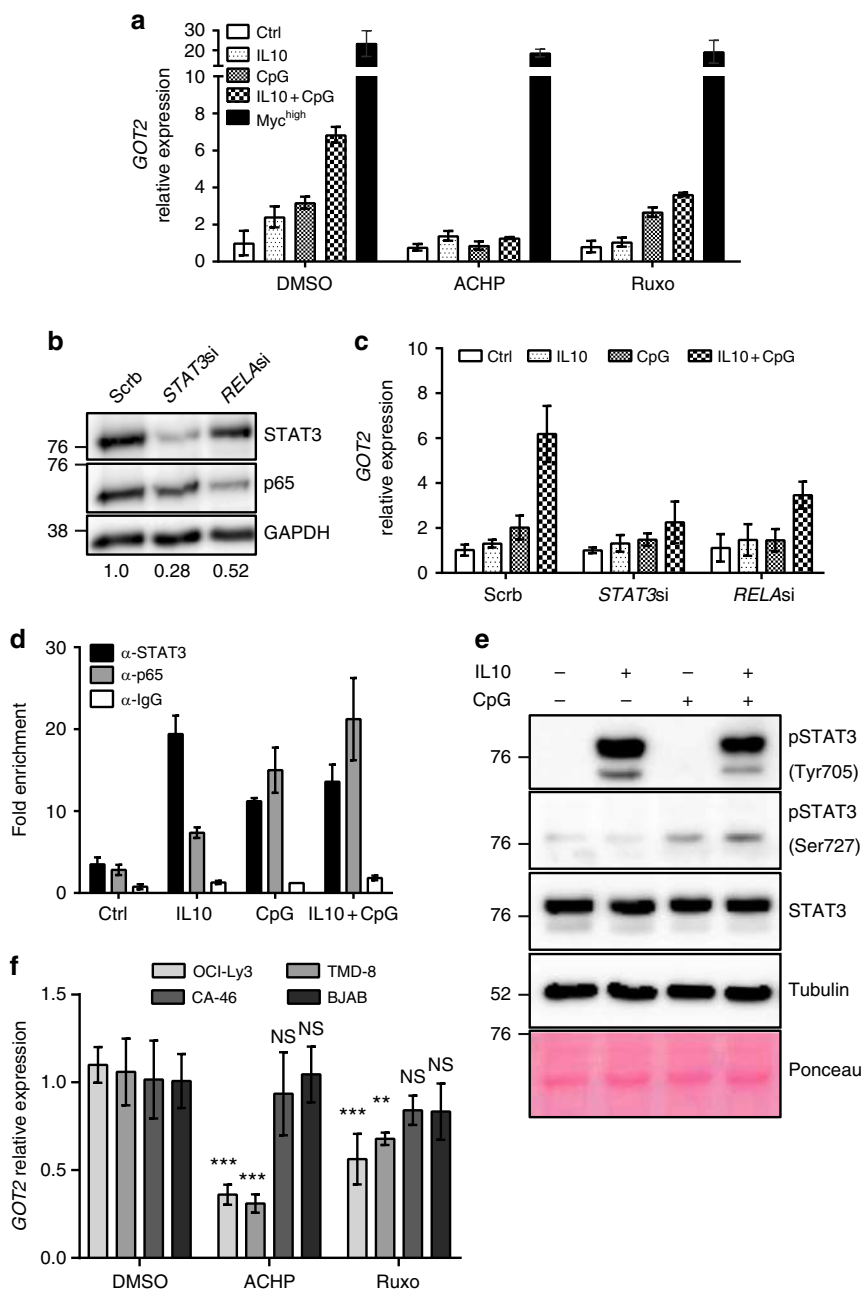 a
Ctrl
IL10
CpG
IL10 + CpG
Myc^high
GOT2
relative expression
30
20
10
8
6
4
2
0
DMSO ACHP Ruxo
b
Scrb STAT3si RELAsi
76 STAT3
76
p65
38 GAPDH
1.0 0.28 0.52
c
Ctrl IL10 CpG IL10 + CpG
GOT2
relative expression
10
8
6
4
2
0
Scrb STAT3si RELAsi
d
α-STAT3
α-p65
α-IgG
Fold enrichment
30
20
10
0
Ctrl IL10 CpG IL10 + CpG
e
IL10 – + – +
CpG – – + +
76 pSTAT3
(Tyr705)
76 pSTAT3
(Ser727)
76 STAT3
52 Tubulin
76
Ponceau
f
OCI-Ly3 TMD-8
CA-46 BJAB
GOT2 relative expression
1.5
1.0
0.5
0.0
*** *** NS NS
*** ** NS NS
DMSO ACHP Ruxo